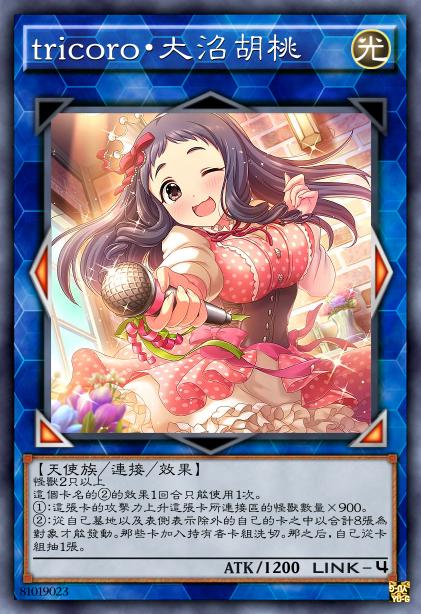 tricoro•大沼胡桃
光
【天使族/連接/效果】
怪獸2只以上
這個卡名的②的效果1回合只能使用1次。
①:這張卡的攻擊力上升這張卡所連接區的怪獸數量×900。
②:從自己墓地以及表側表示除外的自己的卡之中以合計8張為
對象才能發動。那些卡加入持有者卡組洗切。那之后,自己從卡
組抽1張。
ATK/1200 LINK-4
81019023